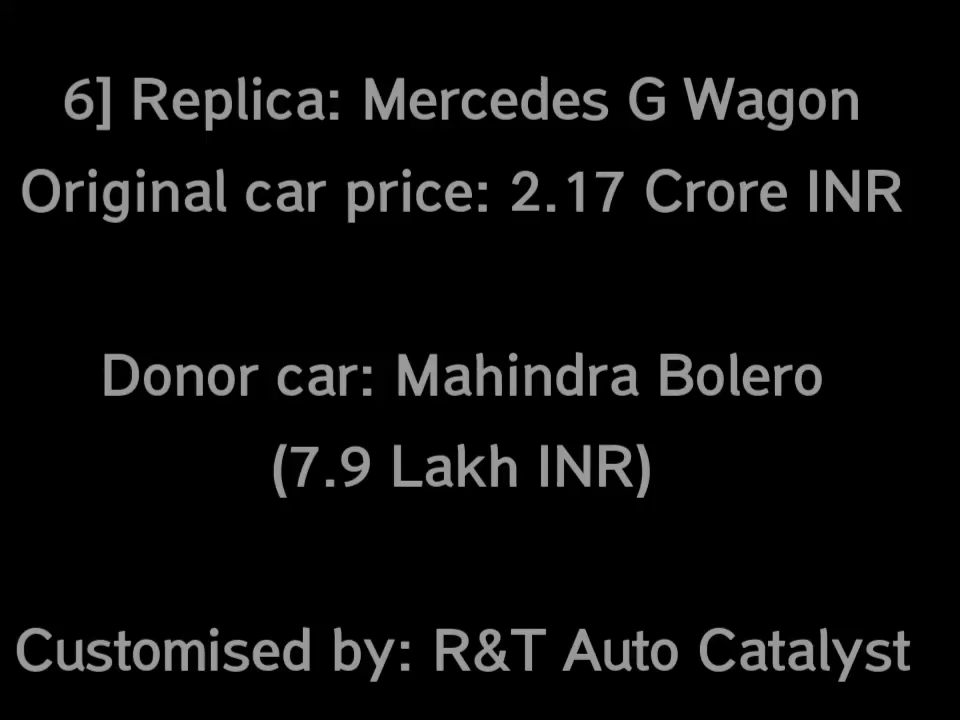 6] Replica: Mercedes G Wagon
Original car price: 2.17 Crore INR
Donor car: Mahindra Bolero
(7.9 Lakh INR)
Customised by: R&T Auto Catalyst